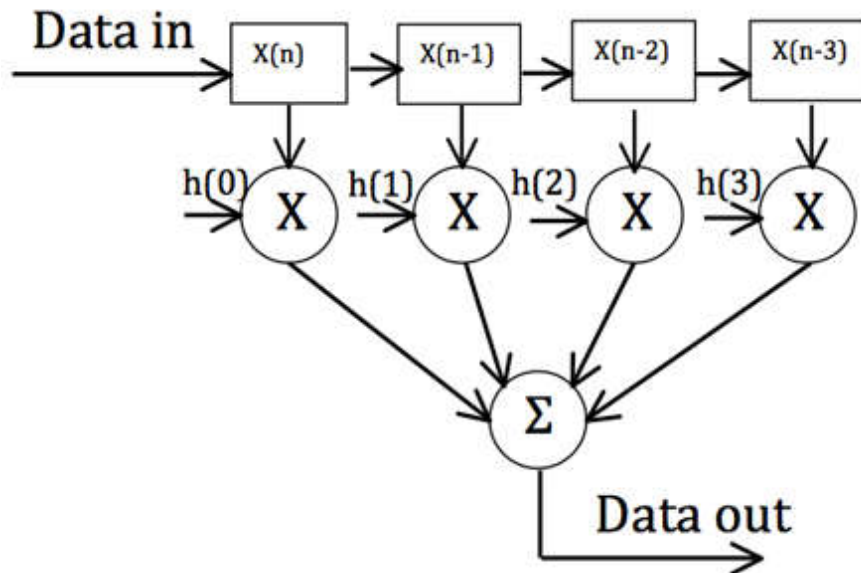 Data in
X(n)
X(n-1)
X(n-2)
X(n-3)
h(0)
X
h(1)
X
h(2)
X
h(3)
X
Σ
Data out